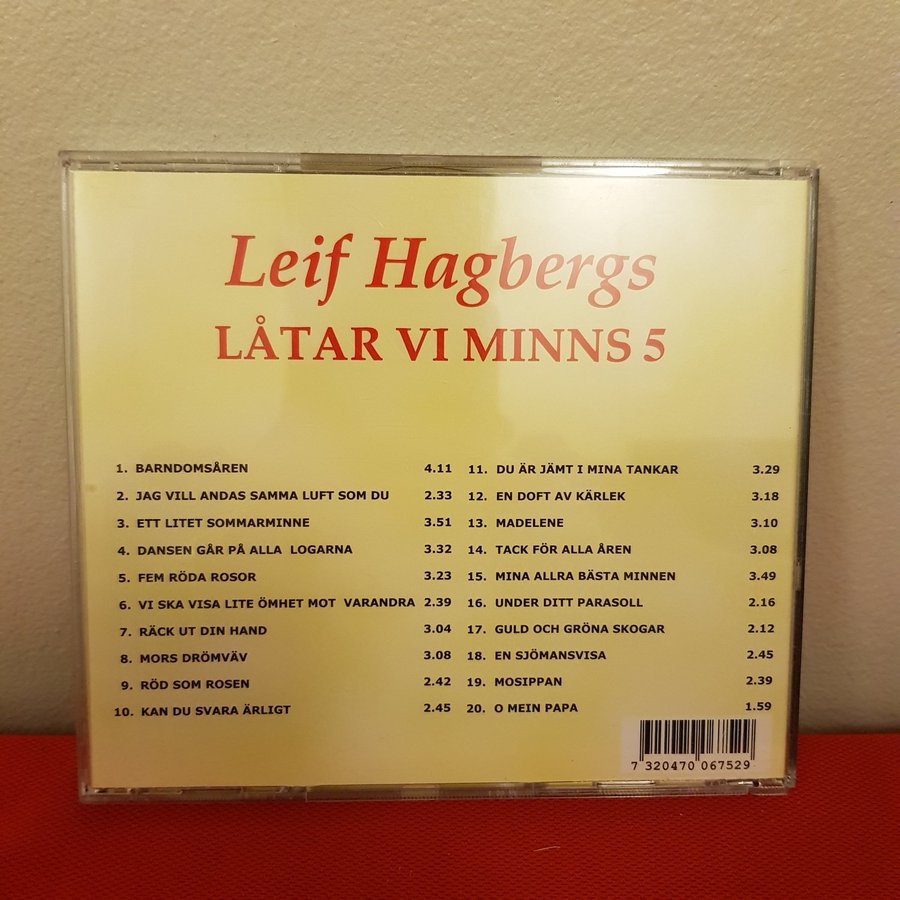 Leif Hagbergs
LÅTAR VI MINNS 5
1. BARNDOMSÅREN 4.11
2. JAG VILL ANDAS SAMMA LUFT SOM DU 2.33
3. ETT LITET SOMMARMINNE 3.51
4. DANSEN GÅR PÅ ALLA LOGARNA 3.32
5. FEM RÖDA ROSOR 3.23
6. VI SKA VISA LITE ÖMHET MOT VARANDRA 2.39
7. RÄCK UT DIN HAND 3.04
8. MORS DRÖMVÄV 3.08
9. RÖD SOM ROSEN 2.42
10. KAN DU SVARA ÄRLIGT 2.45
11. DU ÄR JÄMT I MINA TANKAR 3.29
12. EN DOFT AV KÄRLEK 3.18
13. MADELENE 3.10
14. TACK FÖR ALLA ÅREN 3.08
15. MINA ALLRA BÄSTA MINNEN 3.49
16. UNDER DITT PARASOLL 2.16
17. GULD OCH GRÖNA SKOGAR 2.12
18. EN SJÖMANSVISA 2.45
19. MOSIPPAN 2.39
20. O MEIN PAPA 1.59
7 320470 067529